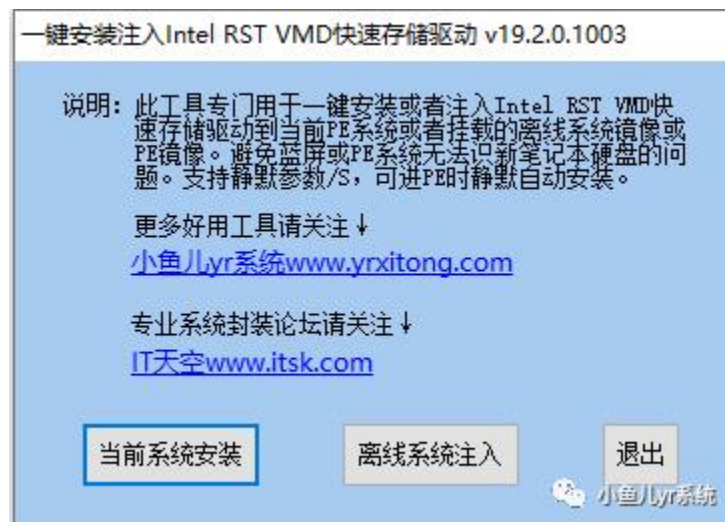 一键安装注入Intel RST VMD快速存储驱动 v19.2.0.1003
说明：此工具专门用于一键安装或者注入Intel RST VMD快
速存储驱动到当前PE系统或者挂载的离线系统镜像或
PE镜像。避免蓝屏或PE系统无法识新笔记本硬盘的问
题。支持静默参数/S，可进PE时静默自动安装。
更多好用工具请关注↓
小鱼儿yr系统www.yrxitong.com
专业系统封装论坛请关注↓
IT天空www.itsk.com
当前系统安装 离线系统注入 退出
小鱼儿yr系统